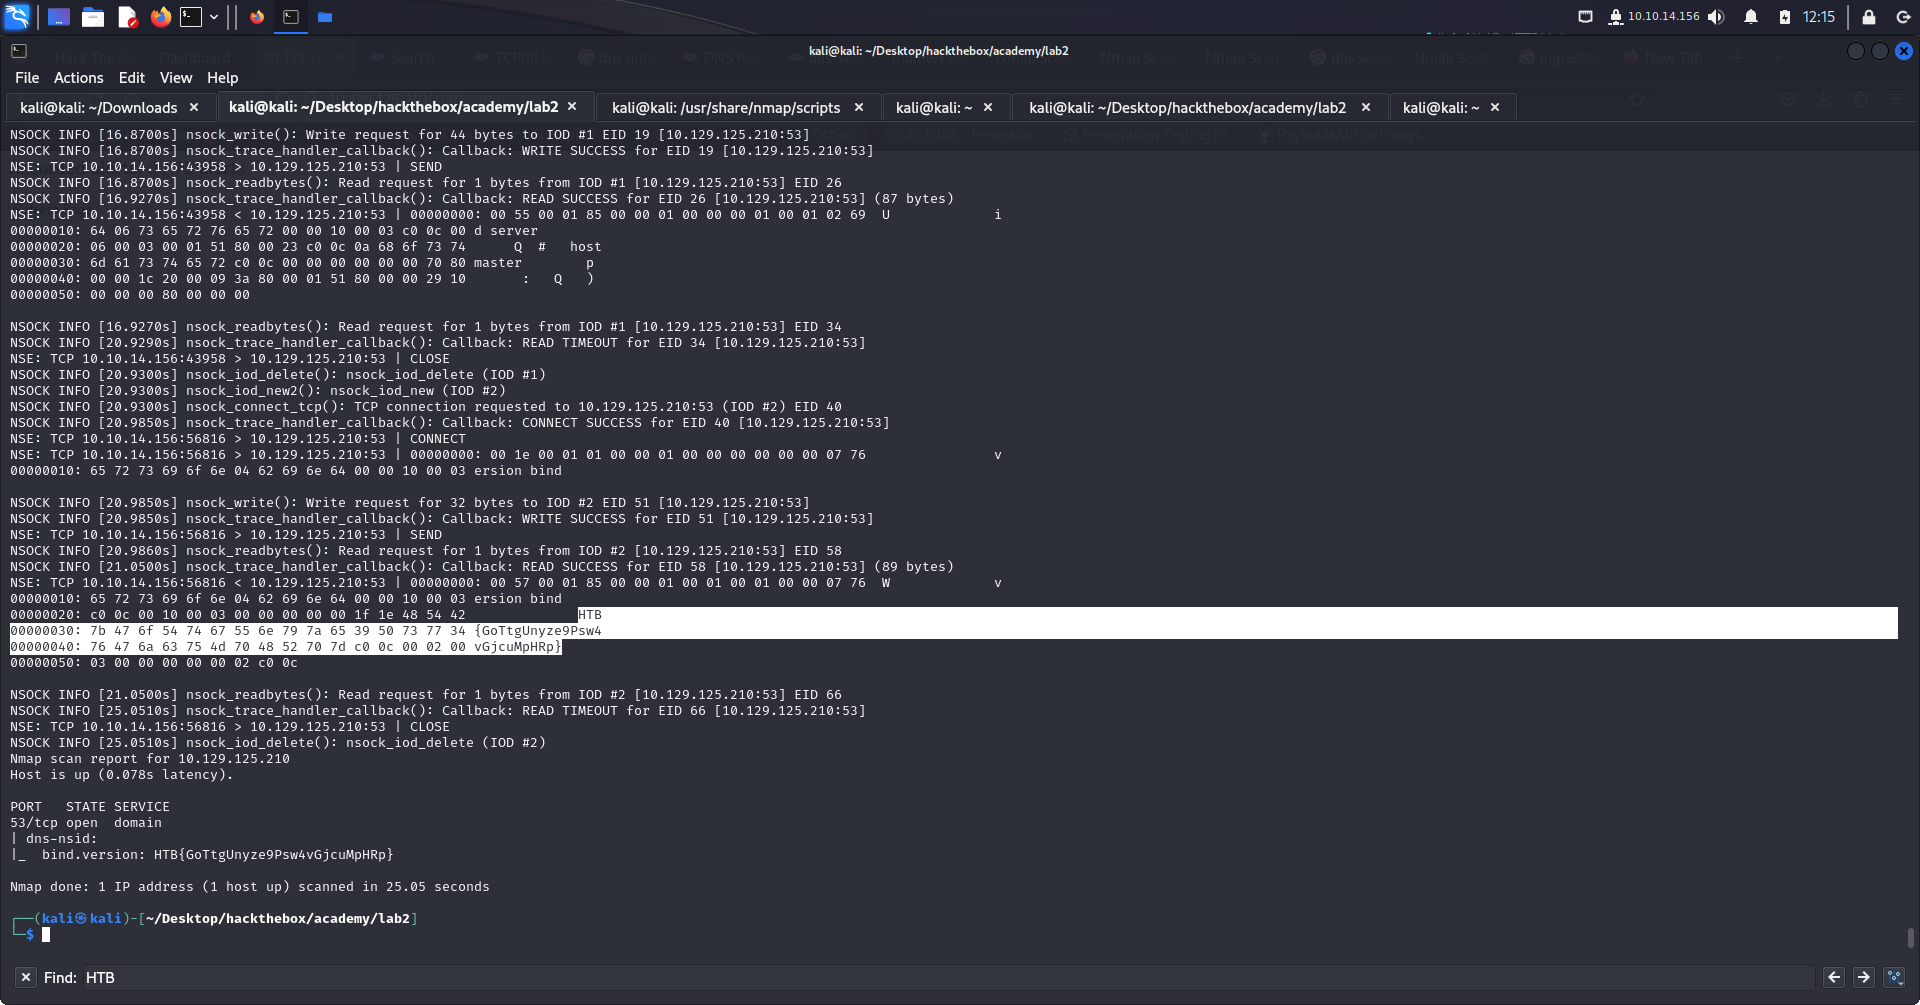 10.10.14.156 12:15
kali@kali: ~/Desktop/hackthebox/academy/lab2
File Actions Edit View Help
kali@kali: ~/Downloads × kali@kali: ~/Desktop/hackthebox/academy/lab2 × kali@kali: /usr/share/nmap/scripts × kali@kali: ~ × kali@kali: ~/Desktop/hackthebox/academy/lab2 × kali@kali: ~ ×
NSOCK INFO [16.8700s] nsock_write(): Write request for 44 bytes to IOD #1 EID 19 [10.129.125.210:53]
NSOCK INFO [16.8700s] nsock_trace_handler_callback(): Callback: WRITE SUCCESS for EID 19 [10.129.125.210:53]
NSE: TCP 10.10.14.156:43958 > 10.129.125.210:53 | SEND
NSOCK INFO [16.8700s] nsock_readbytes(): Read request for 1 bytes from IOD #1 [10.129.125.210:53] EID 26
NSOCK INFO [16.9270s] nsock_trace_handler_callback(): Callback: READ SUCCESS for EID 26 [10.129.125.210:53] (87 bytes)
NSE: TCP 10.10.14.156:43958 < 10.129.125.210:53 | 00000000: 00 55 00 01 85 00 00 01 00 00 00 01 00 01 02 69  U             i
00000010: 64 06 73 65 72 76 65 72 00 00 10 00 03 c0 0c 00 d server
00000020: 06 00 03 00 01 51 80 00 23 c0 0c 0a 68 6f 73 74      Q  #   host
00000030: 6d 61 73 74 65 72 c0 0c 00 00 00 00 00 00 70 80 master        p
00000040: 00 00 1c 20 00 09 3a 80 00 01 51 80 00 00 29 10       :   Q   )
00000050: 00 00 00 80 00 00 00
NSOCK INFO [16.9270s] nsock_readbytes(): Read request for 1 bytes from IOD #1 [10.129.125.210:53] EID 34
NSOCK INFO [20.9290s] nsock_trace_handler_callback(): Callback: READ TIMEOUT for EID 34 [10.129.125.210:53]
NSE: TCP 10.10.14.156:43958 > 10.129.125.210:53 | CLOSE
NSOCK INFO [20.9300s] nsock_iod_delete(): nsock_iod_delete (IOD #1)
NSOCK INFO [20.9300s] nsock_iod_new2(): nsock_iod_new (IOD #2)
NSOCK INFO [20.9300s] nsock_connect_tcp(): TCP connection requested to 10.129.125.210:53 (IOD #2) EID 40
NSOCK INFO [20.9850s] nsock_trace_handler_callback(): Callback: CONNECT SUCCESS for EID 40 [10.129.125.210:53]
NSE: TCP 10.10.14.156:56816 > 10.129.125.210:53 | CONNECT
NSE: TCP 10.10.14.156:56816 > 10.129.125.210:53 | 00000000: 00 1e 00 01 01 00 00 01 00 00 00 00 00 00 07 76                v
00000010: 65 72 73 69 6f 6e 04 62 69 6e 64 00 00 10 00 03 ersion bind
NSOCK INFO [20.9850s] nsock_write(): Write request for 32 bytes to IOD #2 EID 51 [10.129.125.210:53]
NSOCK INFO [20.9850s] nsock_trace_handler_callback(): Callback: WRITE SUCCESS for EID 51 [10.129.125.210:53]
NSE: TCP 10.10.14.156:56816 > 10.129.125.210:53 | SEND
NSOCK INFO [20.9860s] nsock_readbytes(): Read request for 1 bytes from IOD #2 [10.129.125.210:53] EID 58
NSOCK INFO [21.0500s] nsock_trace_handler_callback(): Callback: READ SUCCESS for EID 58 [10.129.125.210:53] (89 bytes)
NSE: TCP 10.10.14.156:56816 < 10.129.125.210:53 | 00000000: 00 57 00 01 85 00 00 01 00 01 00 01 00 00 07 76  W             v
00000010: 65 72 73 69 6f 6e 04 62 69 6e 64 00 00 10 00 03 ersion bind
00000020: c0 0c 00 10 00 03 00 00 00 00 00 1f 1e 48 54 42              HTB
00000030: 7b 47 6f 54 74 67 55 6e 79 7a 65 39 50 73 77 34 {GoTtgUnyze9Psw4
00000040: 76 47 6a 63 75 4d 70 48 52 70 7d c0 0c 00 02 00 vGjcuMpHRp}
00000050: 03 00 00 00 00 00 02 c0 0c
NSOCK INFO [21.0500s] nsock_readbytes(): Read request for 1 bytes from IOD #2 [10.129.125.210:53] EID 66
NSOCK INFO [25.0510s] nsock_trace_handler_callback(): Callback: READ TIMEOUT for EID 66 [10.129.125.210:53]
NSE: TCP 10.10.14.156:56816 > 10.129.125.210:53 | CLOSE
NSOCK INFO [25.0510s] nsock_iod_delete(): nsock_iod_delete (IOD #2)
Nmap scan report for 10.129.125.210
Host is up (0.078s latency).
PORT   STATE SERVICE
53/tcp open  domain
| dns-nsid:
|_  bind.version: HTB{GoTtgUnyze9Psw4vGjcuMpHRp}
Nmap done: 1 IP address (1 host up) scanned in 25.05 seconds
(kali㉿kali)-[~/Desktop/hackthebox/academy/lab2]
$
Find: HTB